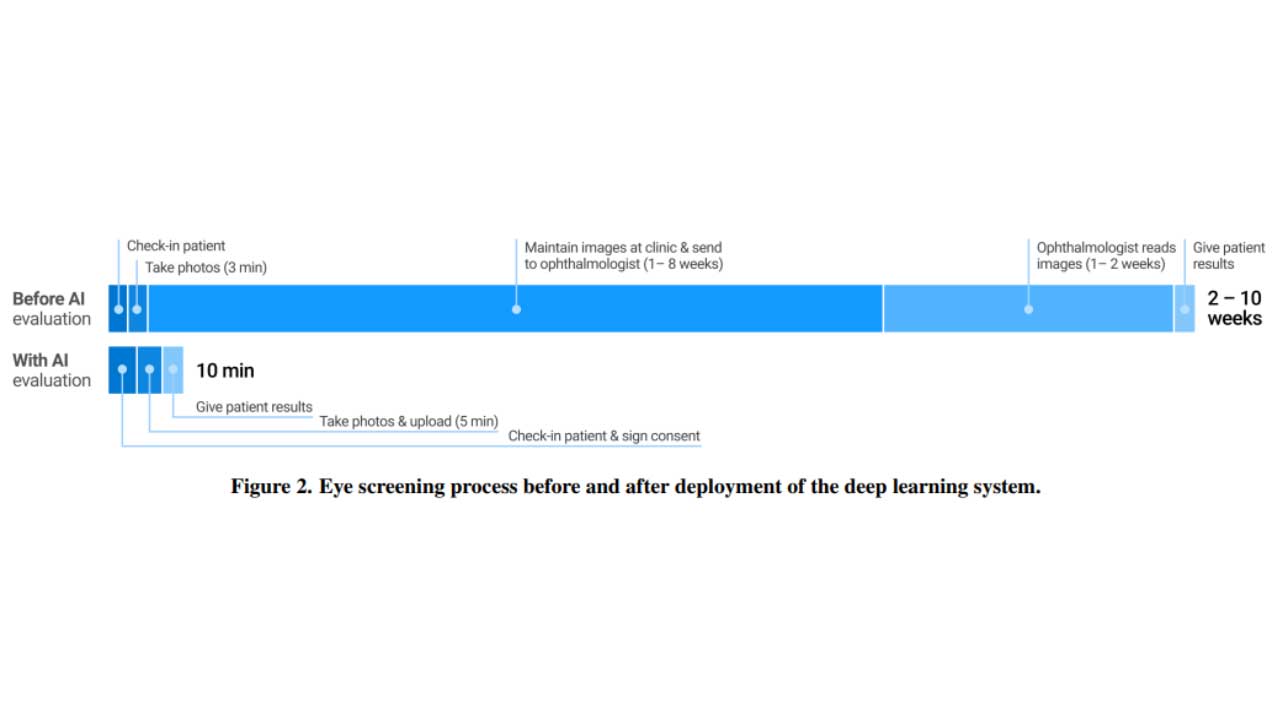 Check-in patient
Take photos (3 min)
Maintain images at clinic & send
to ophthalmologist (1– 8 weeks)
Ophthalmologist reads
images (1– 2 weeks)
Give patient
results
Before AI
evaluation
2 – 10
weeks
With AI
evaluation
10 min
Give patient results
Take photos & upload (5 min)
Check-in patient & sign consent
Figure 2. Eye screening process before and after deployment of the deep learning system.